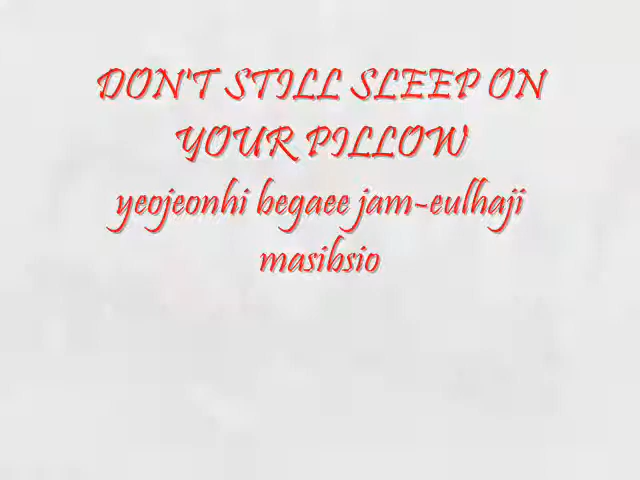 DON'T STILL SLEEP ON
YOUR PILLOW
yeojeonhi begaee jam-eulhaji
masibsio